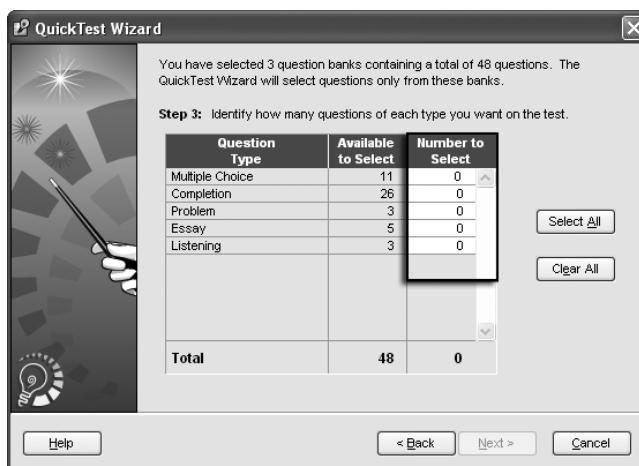 QuickTest Wizard
You have selected 3 question banks containing a total of 48 questions. The
QuickTest Wizard will select questions only from these banks.
Step 3: Identify how many questions of each type you want on the test.
Question Type Available to Select Number to Select
Multiple Choice 11 0
Completion 26 0
Problem 3 0
Essay 5 0
Listening 3 0
Total 48 0
Select All
Clear All
Help < Back Next > Cancel